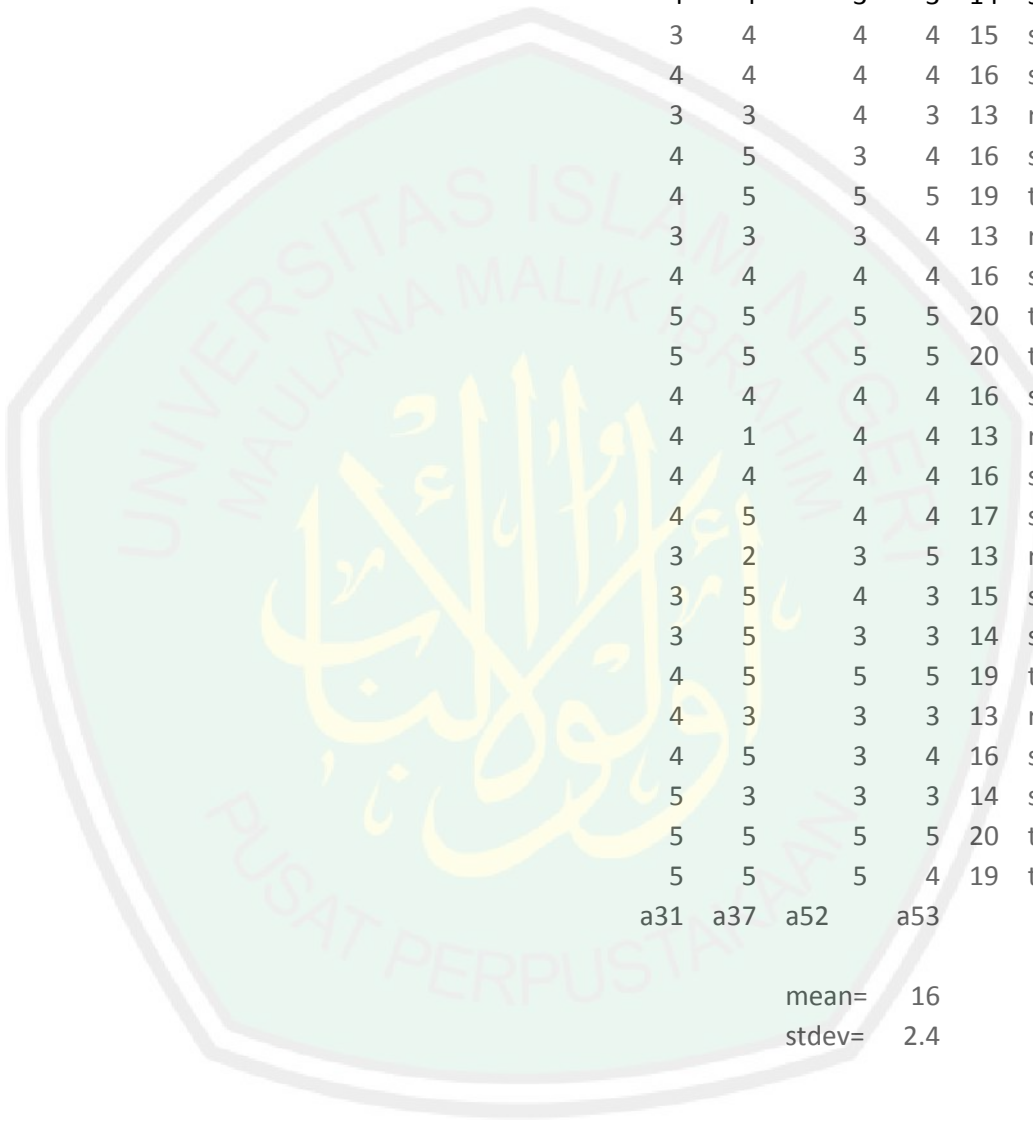 3 4 4 4 15 s
4 4 4 4 16 s
3 3 4 3 13 r
4 5 3 4 16 s
4 5 5 5 19 t
3 3 3 4 13 r
4 4 4 4 16 s
5 5 5 5 20 t
5 5 5 5 20 t
4 4 4 4 16 s
4 1 4 4 13 r
4 4 4 4 16 s
4 5 4 4 17 s
3 2 3 5 13 r
3 5 4 3 15 s
3 5 3 3 14 s
4 5 5 5 19 t
4 3 3 3 13 r
4 5 3 4 16 s
5 3 3 3 14 s
5 5 5 5 20 t
5 5 5 4 19 t
a31 a37 a52 a53
mean= 16
stdev= 2.4
UNIVERSITAS ISLAM NEGERI
MAULANA MALIK IBRAHIM
PUSAT PERPUSTAKAAN